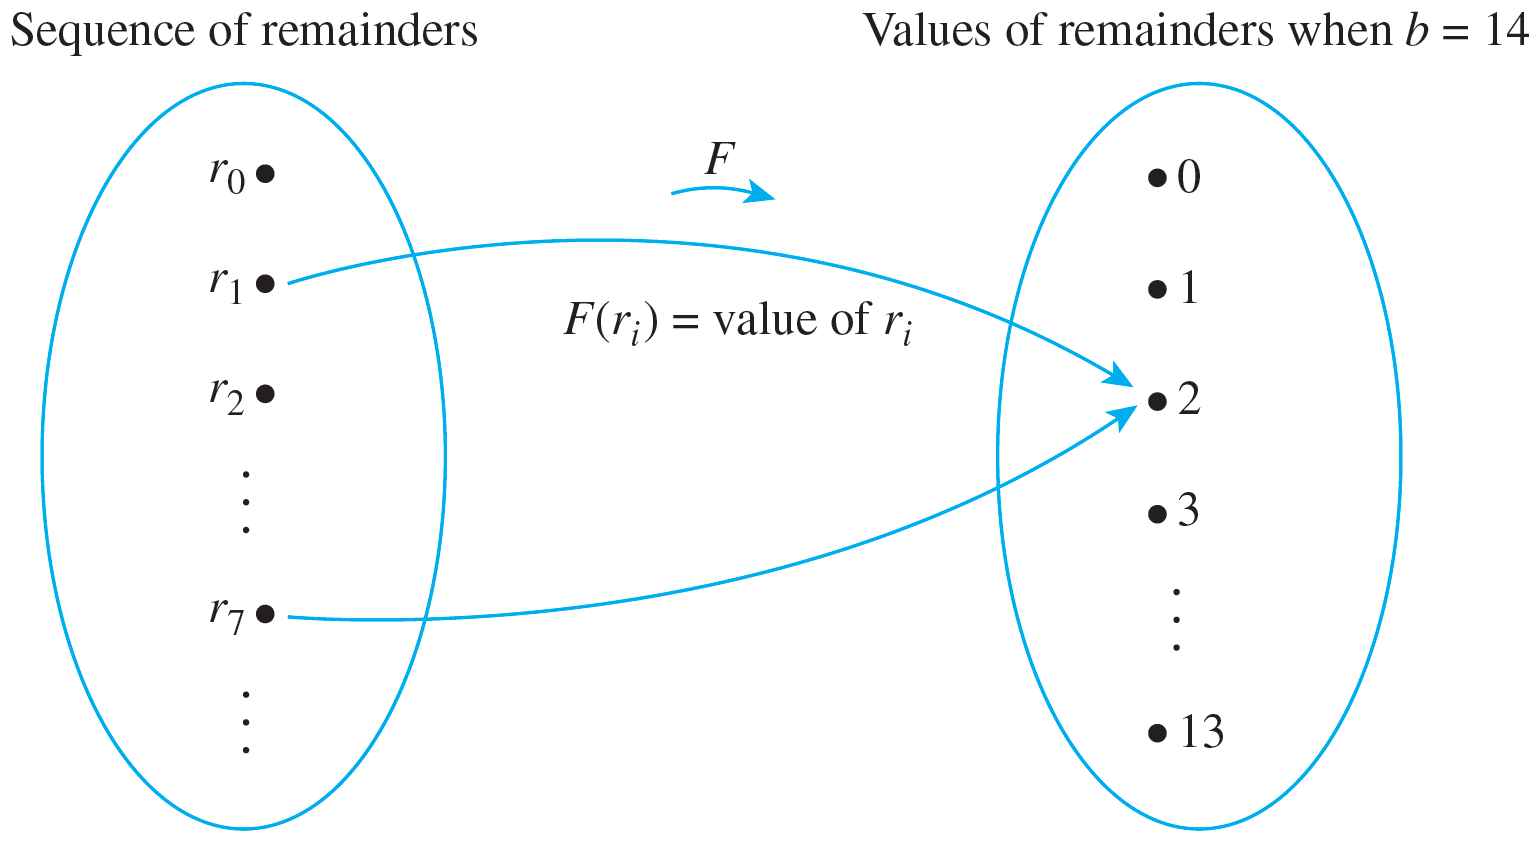 Sequence of remainders
Values of remainders when b = 14
F
F(rᵢ) = value of rᵢ
r₀
r₁
r₂
⋮
r₇
⋮
0
1
2
3
⋮
13